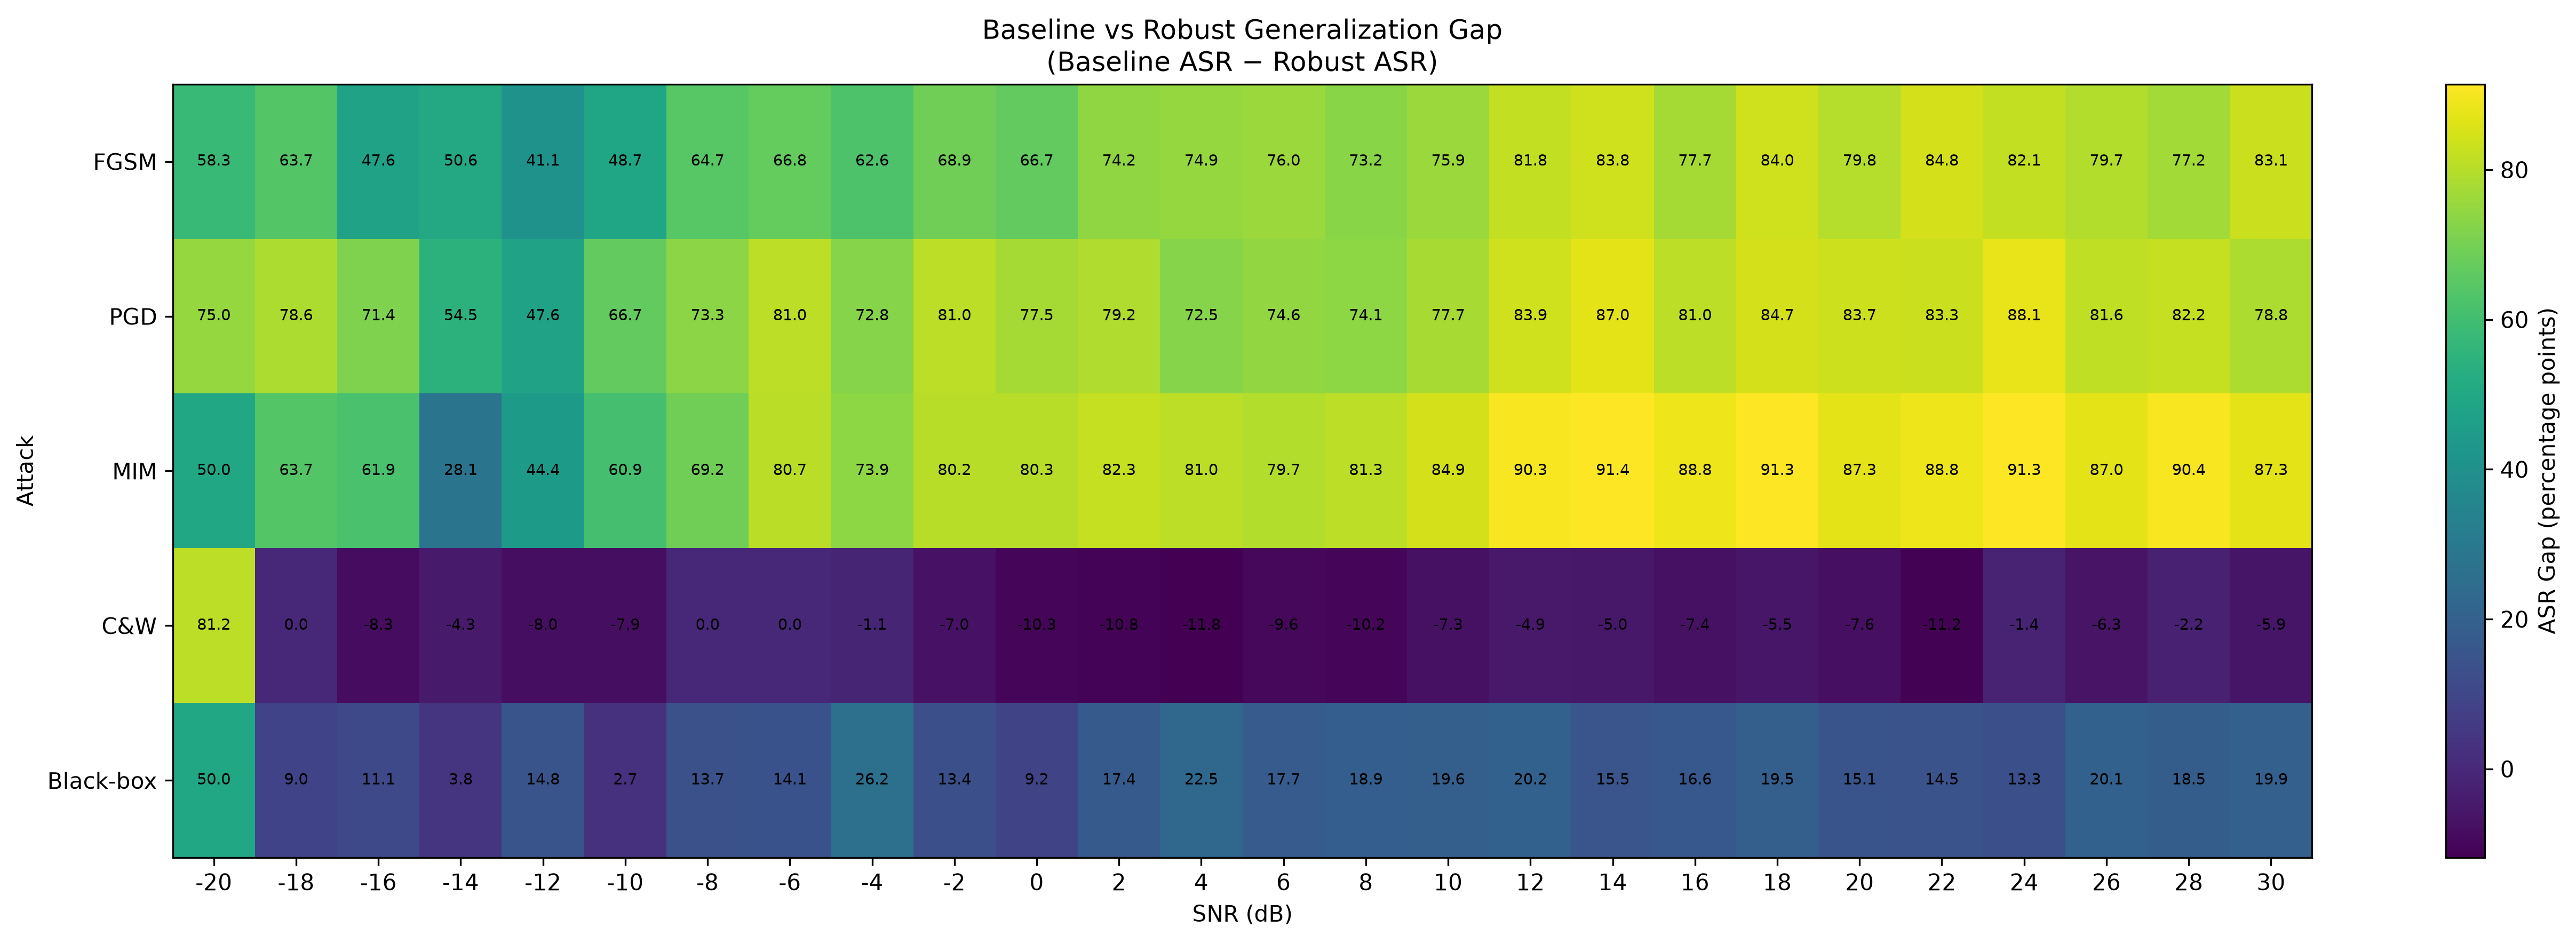 Baseline vs Robust Generalization Gap
(Baseline ASR − Robust ASR)
Attack
FGSM 58.3 63.7 47.6 50.6 41.1 48.7 64.7 66.8 62.6 68.9 66.7 74.2 74.9 76.0 73.2 75.9 81.8 83.8 77.7 84.0 79.8 84.8 82.1 79.7 77.2 83.1
PGD 75.0 78.6 71.4 54.5 47.6 66.7 73.3 81.0 72.8 81.0 77.5 79.2 72.5 74.6 74.1 77.7 83.9 87.0 81.0 84.7 83.7 83.3 88.1 81.6 82.2 78.8
MIM 50.0 63.7 61.9 28.1 44.4 60.9 69.2 80.7 73.9 80.2 80.3 82.3 81.0 79.7 81.3 84.9 90.3 91.4 88.8 91.3 87.3 88.8 91.3 87.0 90.4 87.3
C&W 81.2 0.0 -8.3 -4.3 -8.0 -7.9 0.0 0.0 -1.1 -7.0 -10.3 -10.8 -11.8 -9.6 -10.2 -7.3 -4.9 -5.0 -7.4 -5.5 -7.6 -11.2 -1.4 -6.3 -2.2 -5.9
Black-box 50.0 9.0 11.1 3.8 14.8 2.7 13.7 14.1 26.2 13.4 9.2 17.4 22.5 17.7 18.9 19.6 20.2 15.5 16.6 19.5 15.1 14.5 13.3 20.1 18.5 19.9
-20 -18 -16 -14 -12 -10 -8 -6 -4 -2 0 2 4 6 8 10 12 14 16 18 20 22 24 26 28 30
SNR (dB)
80
60
40
20
0
ASR Gap (percentage points)